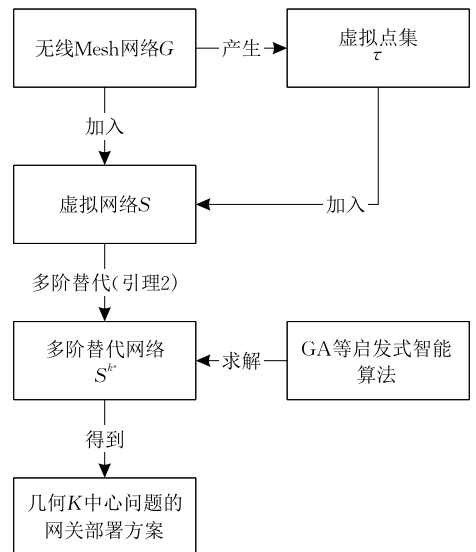 无线Mesh网络G
产生
虚拟点集
τ
加入
虚拟网络S
加入
多阶替代(引理2)
多阶替代网络
S^{k*}
求解
GA等启发式智能
算法
得到
几何K中心问题的
网关部署方案